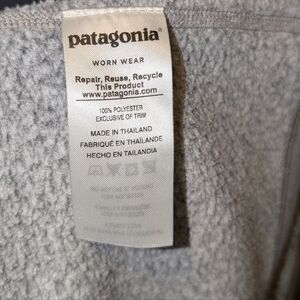 patagonia®
WORN WEAR
Repair, Reuse, Recycle
This Product
www.patagonia.com
100% POLYESTER
EXCLUSIVE OF TRIM
MADE IN THAILAND
FABRIQUÉ EN THAÏLANDE
HECHO EN TAILANDIA